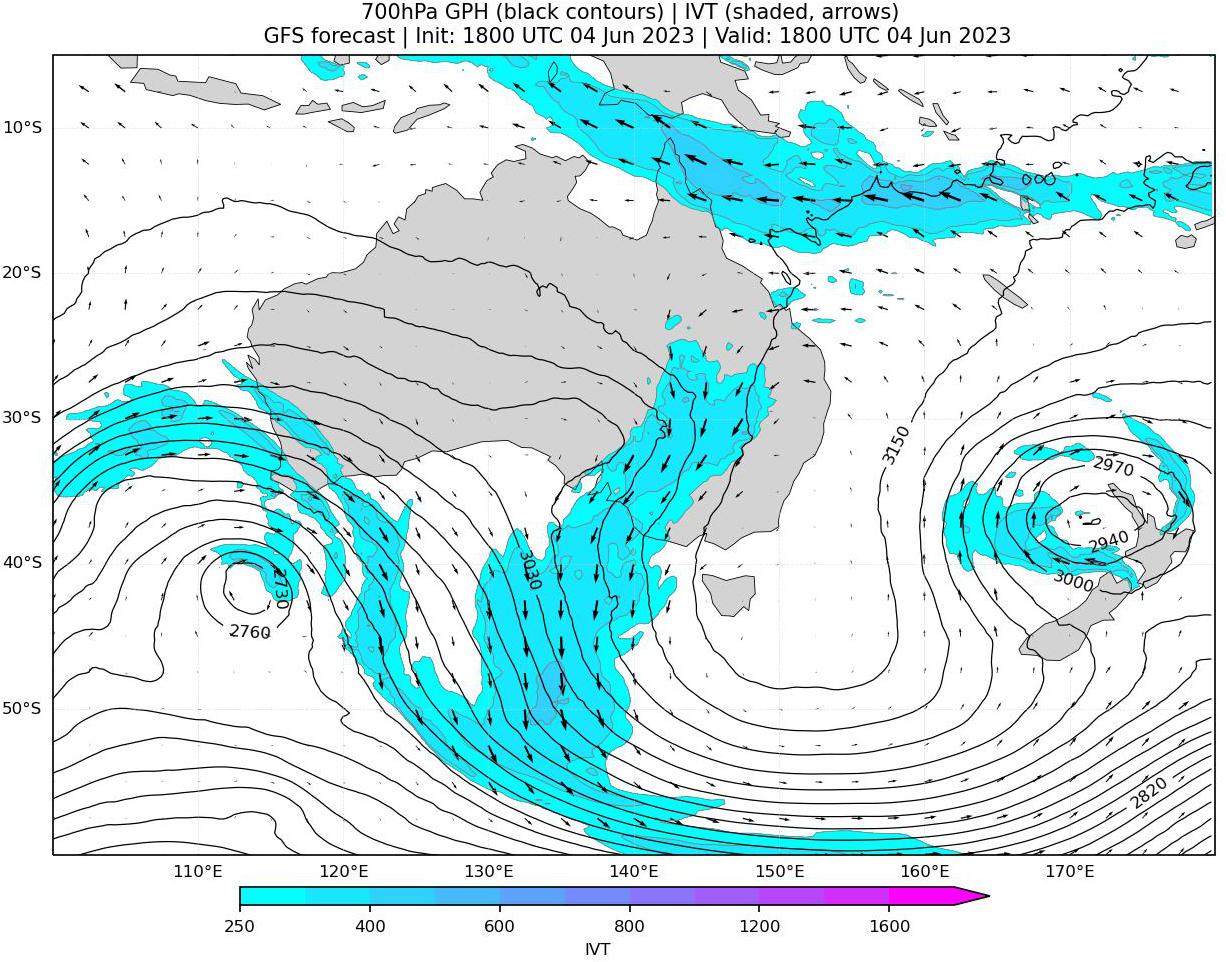 700hPa GPH (black contours) | IVT (shaded, arrows)
GFS forecast | Init: 1800 UTC 04 Jun 2023 | Valid: 1800 UTC 04 Jun 2023
10°S
20°S
30°S
3150
2970
2940
40°S
3030
3000
2730
2760
50°S
2820
110°E 120°E 130°E 140°E 150°E 160°E 170°E
250 400 600 800 1200 1600
IVT